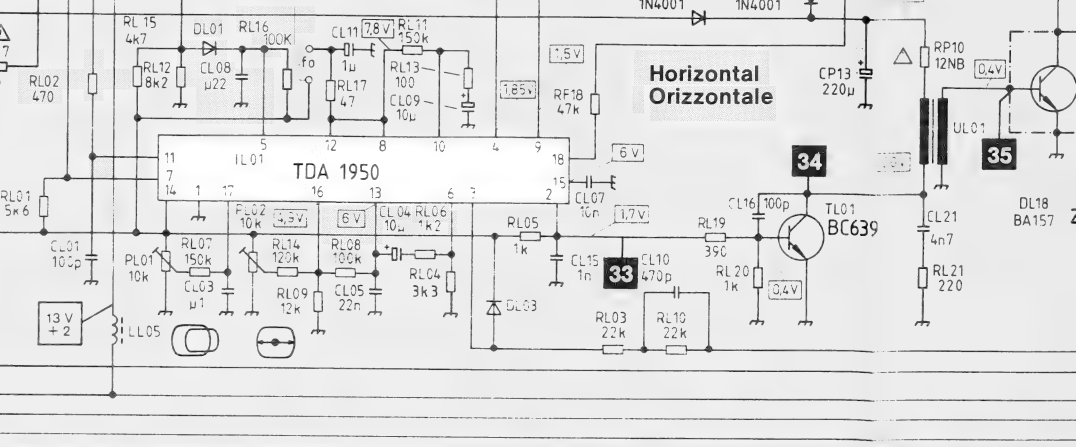 1N4001
1N4001
RL 15
4k7
DL01
RL16
100K
CL11
7,8V
RL11
150k
fo
1µ
RL12
8k2
CL08
µ22
RL13
100
RL17
47
CL09
10µ
RL02
470
1,5V
1,85V
RF18
47k
Horizontal
Orizzontale
CP13
220µ
RP10
12NB
0,4V
UL01
5
12
8
10
4
9
11
IL01
TDA 1950
18
7
15
14
1
17
16
13
6
3
2
6V
CL07
10n
34
35
RL01
5k6
RL02
10k
4,9V
6V
CL04
10µ
RL06
1k2
RL05
1k
1,7V
RL19
390
CL16
100p
TL01
BC639
DL18
BA157
CL21
4n7
CL01
100p
PL01
10k
RL07
150k
RL14
120k
RL08
100k
CL15
1n
33
CL10
470p
RL20
1k
0,4V
RL21
220
CL03
µ1
RL09
12k
CL05
22n
RL04
3k3
DL03
RL03
22k
RL10
22k
13 V
+ 2
LL05